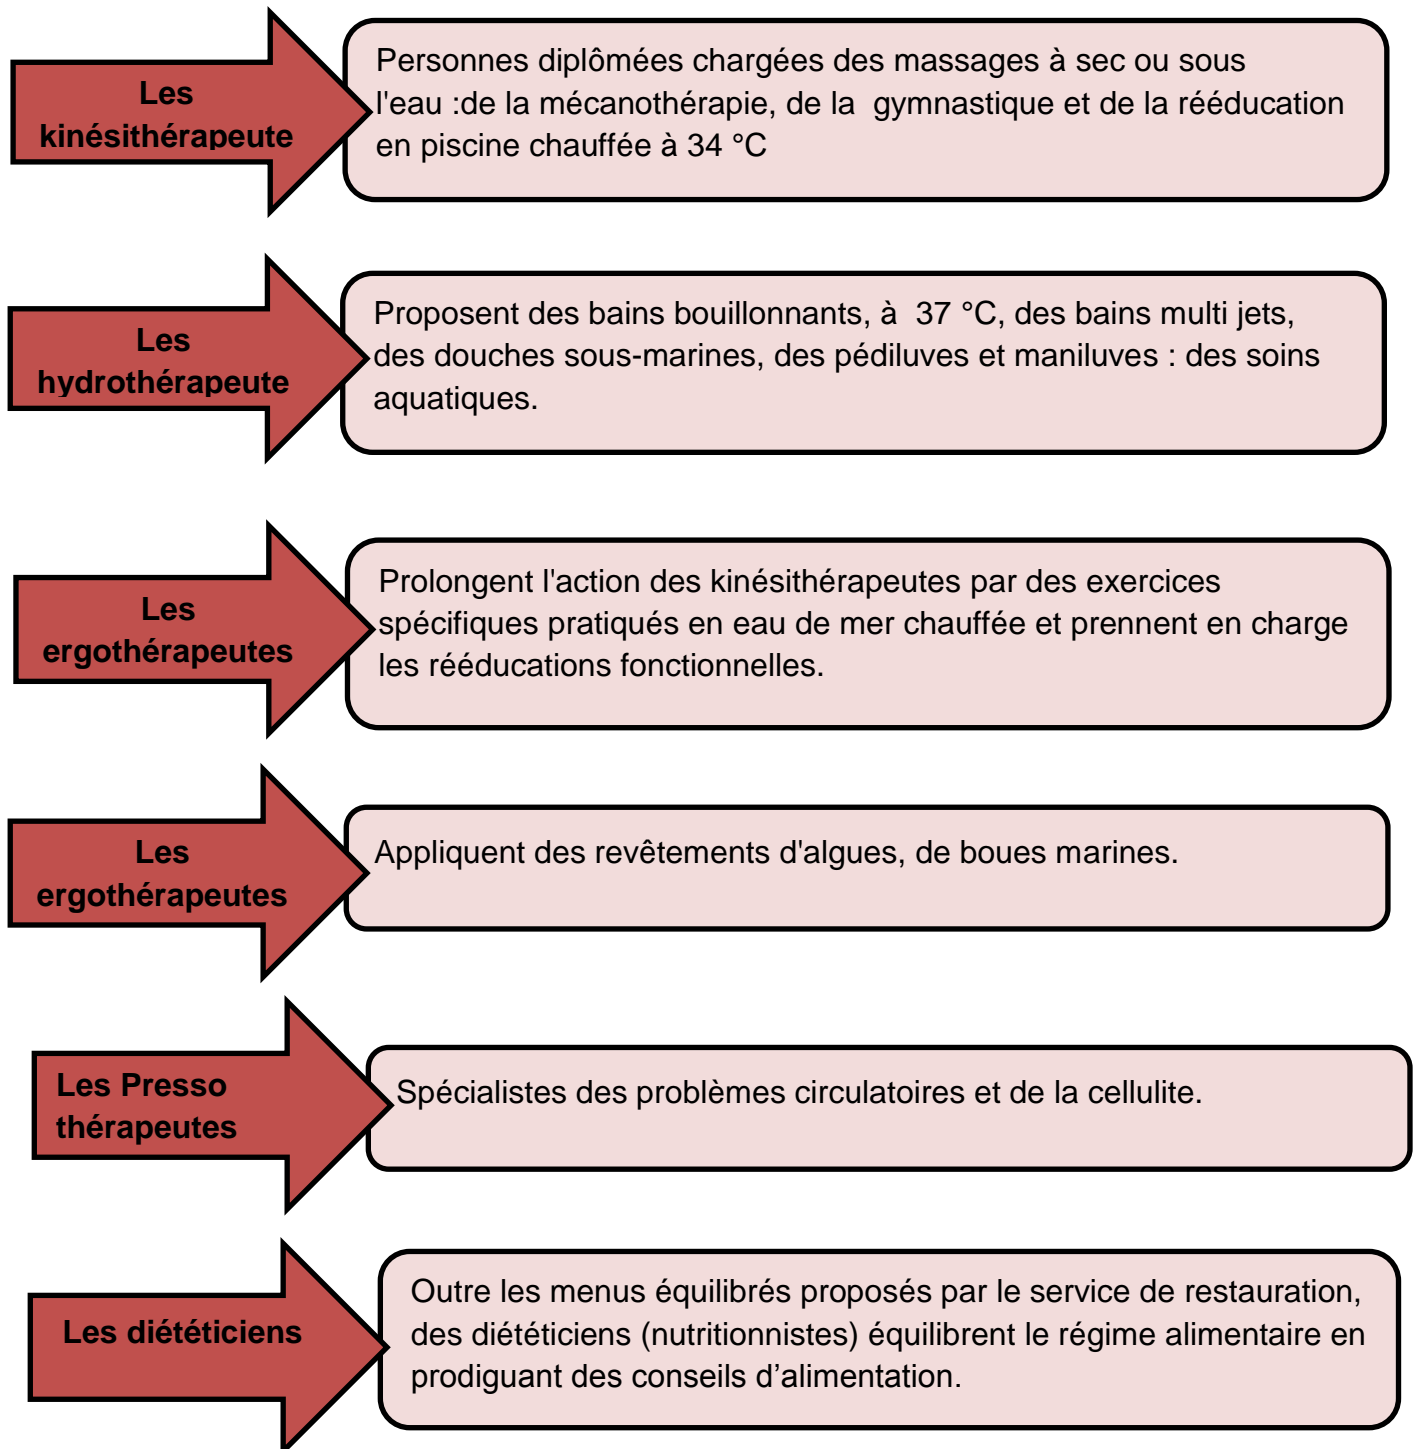 Les
kinésithérapeute
Personnes diplômées chargées des massages à sec ou sous
l'eau :de la mécanothérapie, de la  gymnastique et de la rééducation
en piscine chauffée à 34 °C
Les
hydrothérapeute
Proposent des bains bouillonnants, à  37 °C, des bains multi jets,
des douches sous-marines, des pédiluves et maniluves : des soins
aquatiques.
Les
ergothérapeutes
Prolongent l'action des kinésithérapeutes par des exercices
spécifiques pratiqués en eau de mer chauffée et prennent en charge
les rééducations fonctionnelles.
Les
ergothérapeutes
Appliquent des revêtements d'algues, de boues marines.
Les Presso
thérapeutes
Spécialistes des problèmes circulatoires et de la cellulite.
Les diététiciens
Outre les menus équilibrés proposés par le service de restauration,
des diététiciens (nutritionnistes) équilibrent le régime alimentaire en
prodiguant des conseils d’alimentation.